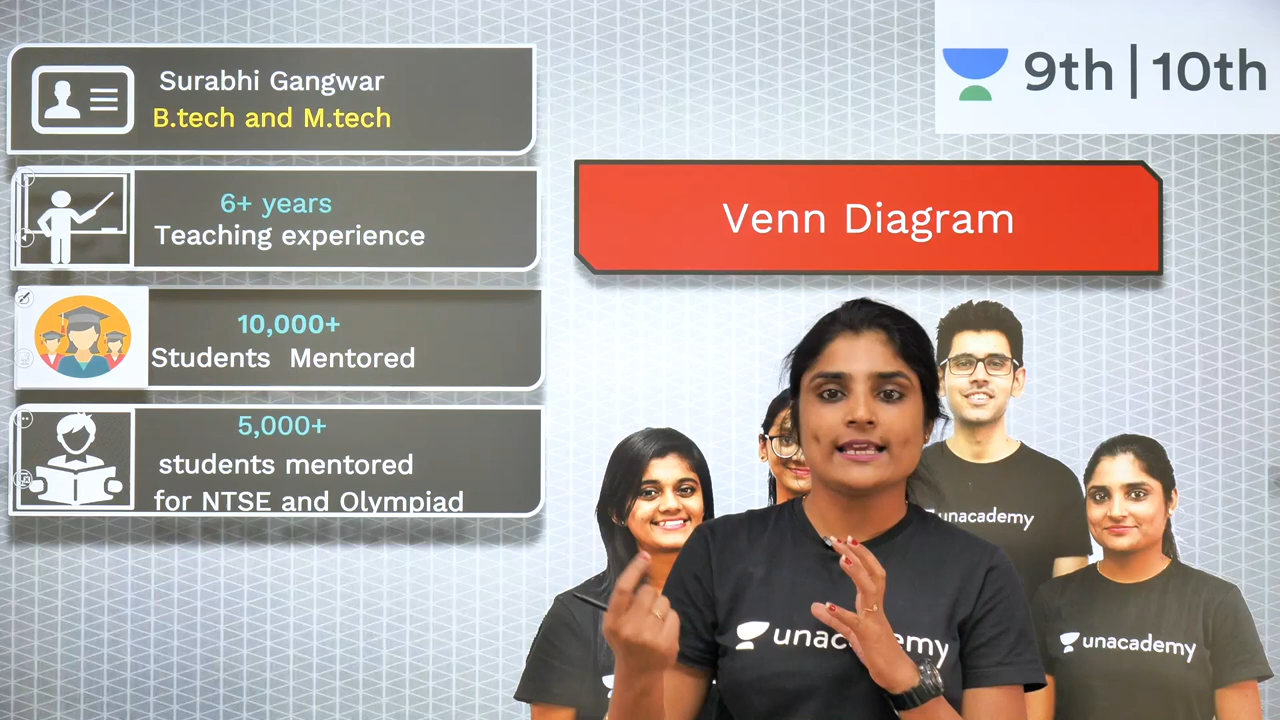 Surabhi Gangwar
B.tech and M.tech
6+ years
Teaching experience
10,000+
Students Mentored
5,000+
students mentored
for NTSE and Olympiad
9th | 10th
Venn Diagram
unacademy
unacademy
unacademy